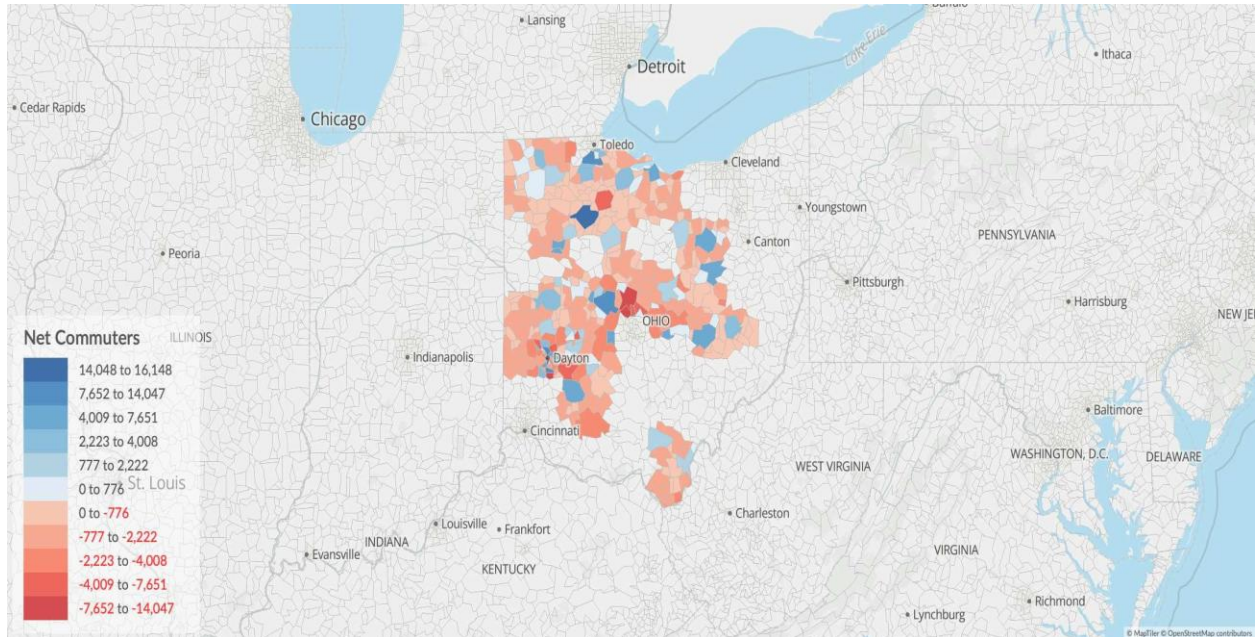 Buffalo
Lansing
Ithaca
Detroit
Lake Erie
Cedar Rapids
Chicago
Toledo
Cleveland
Youngstown
PENNSYLVANIA
Canton
Peoria
Pittsburgh
Harrisburg
NEW JE
OHIO
Net Commuters
ILLINOIS
Indianapolis
Dayton
14,048 to 16,148
7,652 to 14,047
4,009 to 7,651
2,223 to 4,008
777 to 2,222
0 to 776
0 to -776
-777 to -2,222
-2,223 to -4,008
-4,009 to -7,651
-7,652 to -14,047
Baltimore
Cincinnati
WASHINGTON, D.C.
DELAWARE
WEST VIRGINIA
St. Louis
Charleston
Louisville
Frankfort
INDIANA
Evansville
VIRGINIA
KENTUCKY
Richmond
Lynchburg
© MapTiler © OpenStreetMap contributors